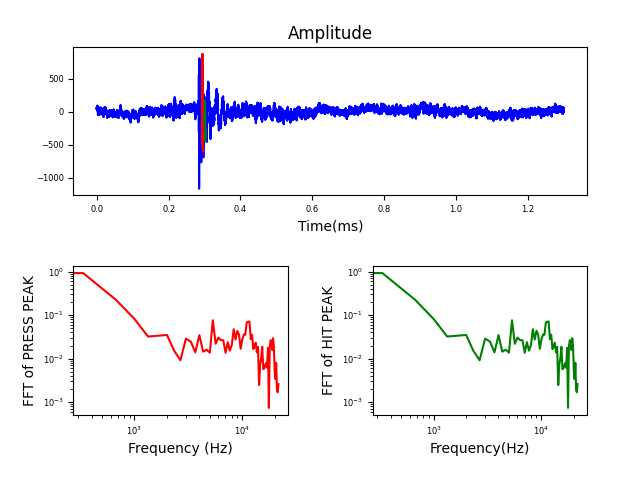 Amplitude
500
0
−500
−1000
0.0 0.2 0.4 0.6 0.8 1.0 1.2
Time(ms)
FFT of PRESS PEAK
10⁰
10⁻¹
10⁻²
10⁻³
10³ 10⁴
Frequency (Hz)
FFT of HIT PEAK
10⁰
10⁻¹
10⁻²
10⁻³
10³ 10⁴
Frequency(Hz)